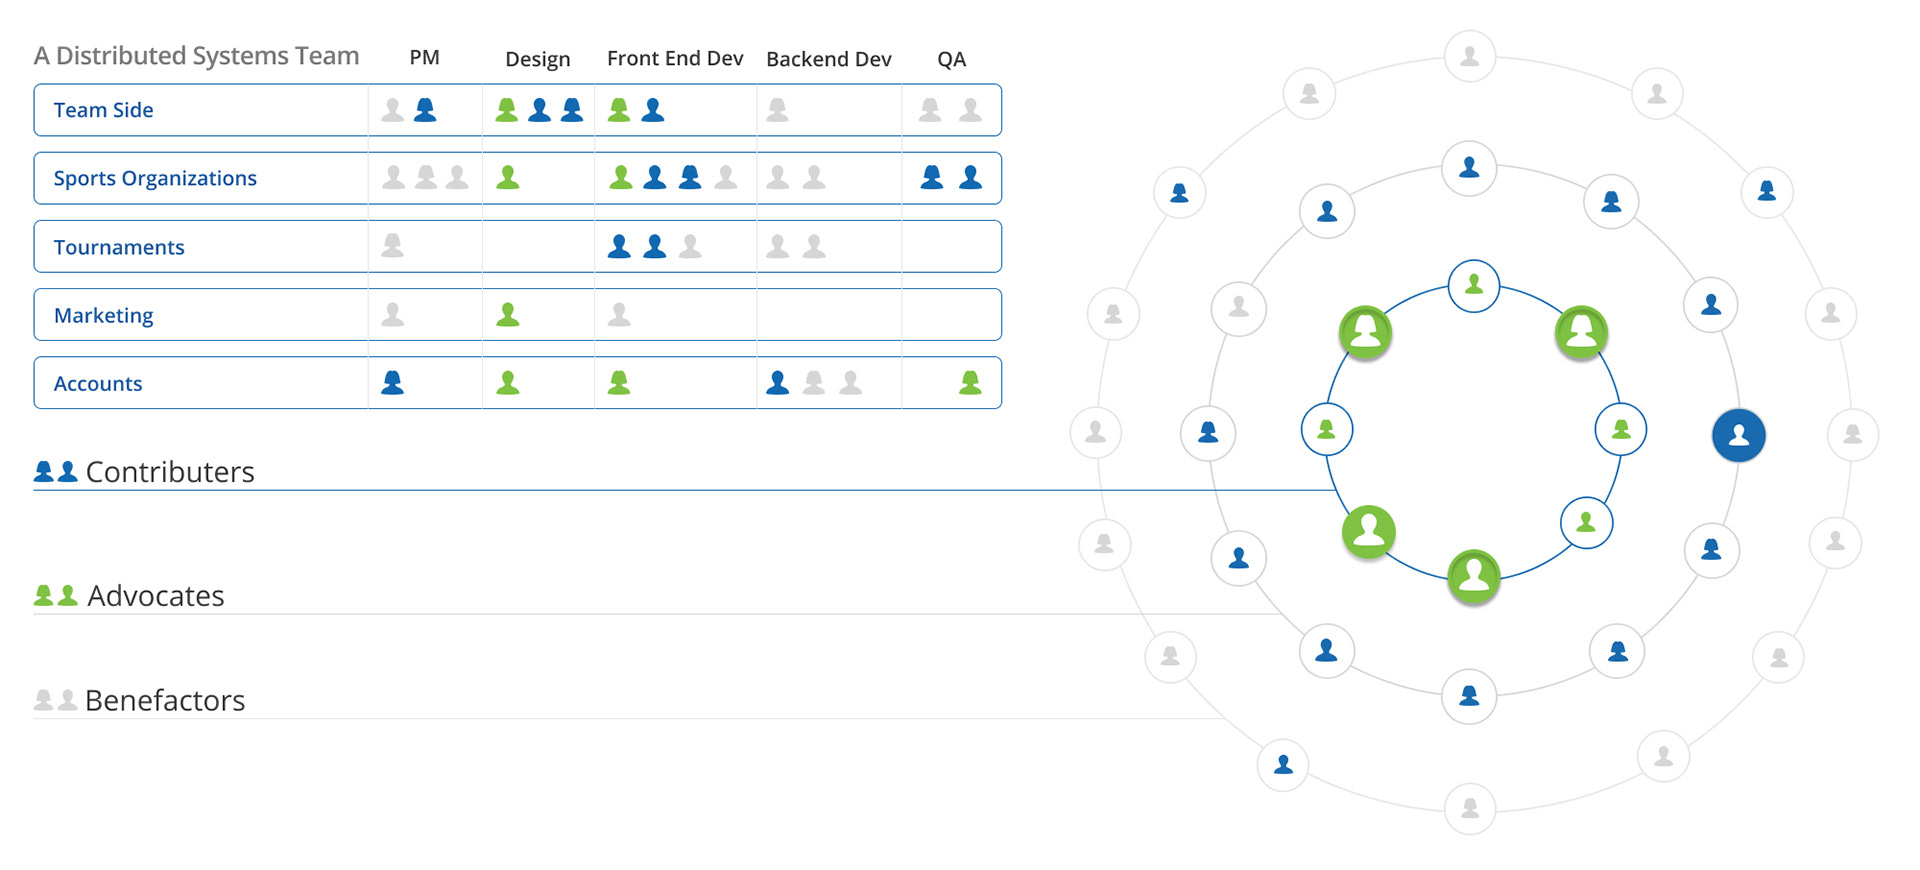 A Distributed Systems Team PM Design Front End Dev Backend Dev QA
Team Side
Sports Organizations
Tournaments
Marketing
Accounts
Contributers
Advocates
Benefactors